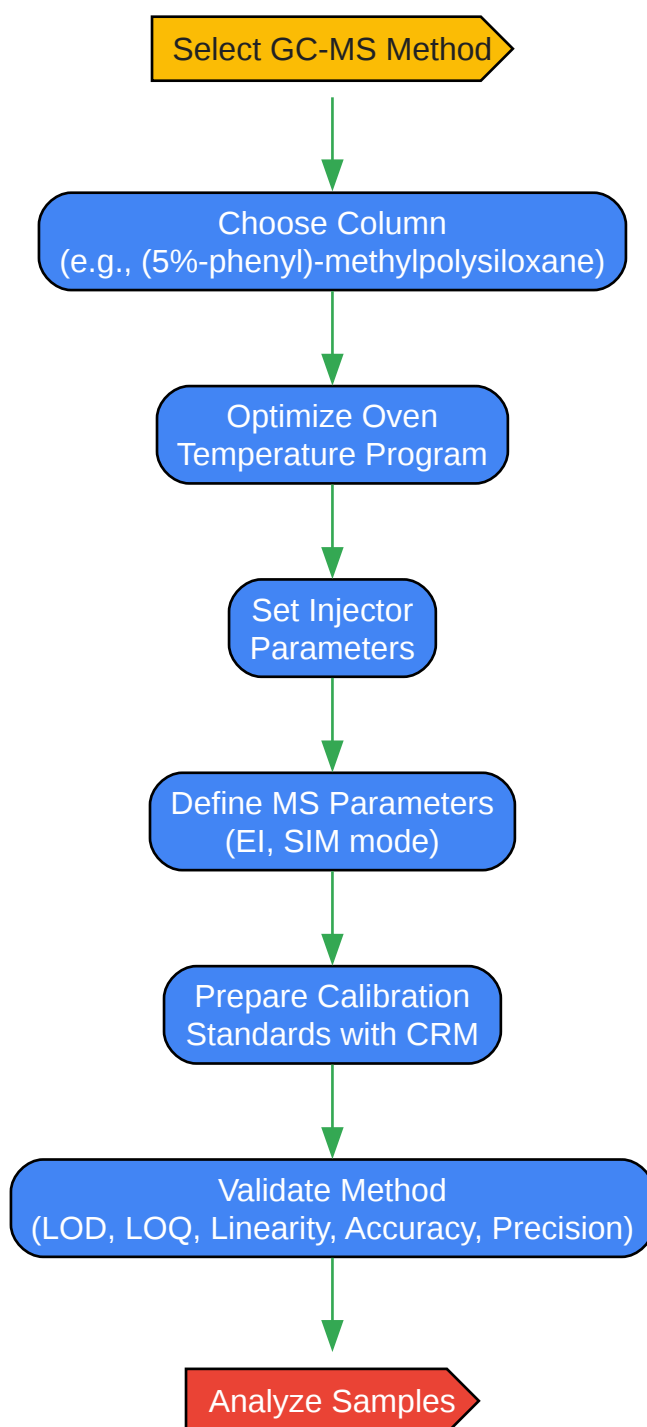 Select GC-MS Method
Choose Column
(e.g., (5%-phenyl)-methylpolysiloxane)
Optimize Oven
Temperature Program
Set Injector
Parameters
Define MS Parameters
(EI, SIM mode)
Prepare Calibration
Standards with CRM
Validate Method
(LOD, LOQ, Linearity, Accuracy, Precision)
Analyze Samples